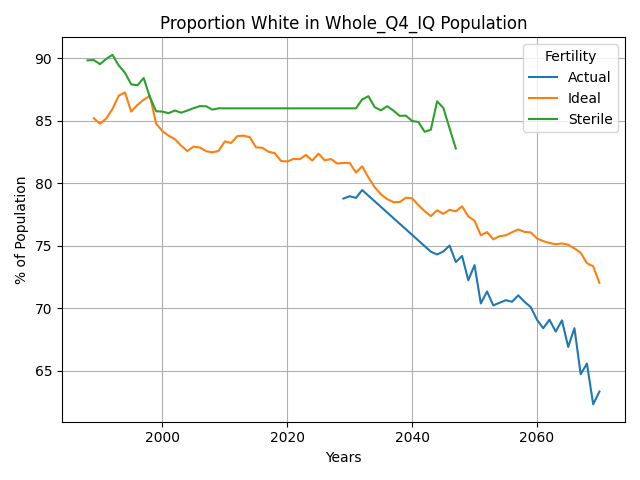 Proportion White in Whole_Q4_IQ Population
Fertility
Actual
Ideal
Sterile
% of Population
90
85
80
75
70
65
2000
2020
2040
2060
Years